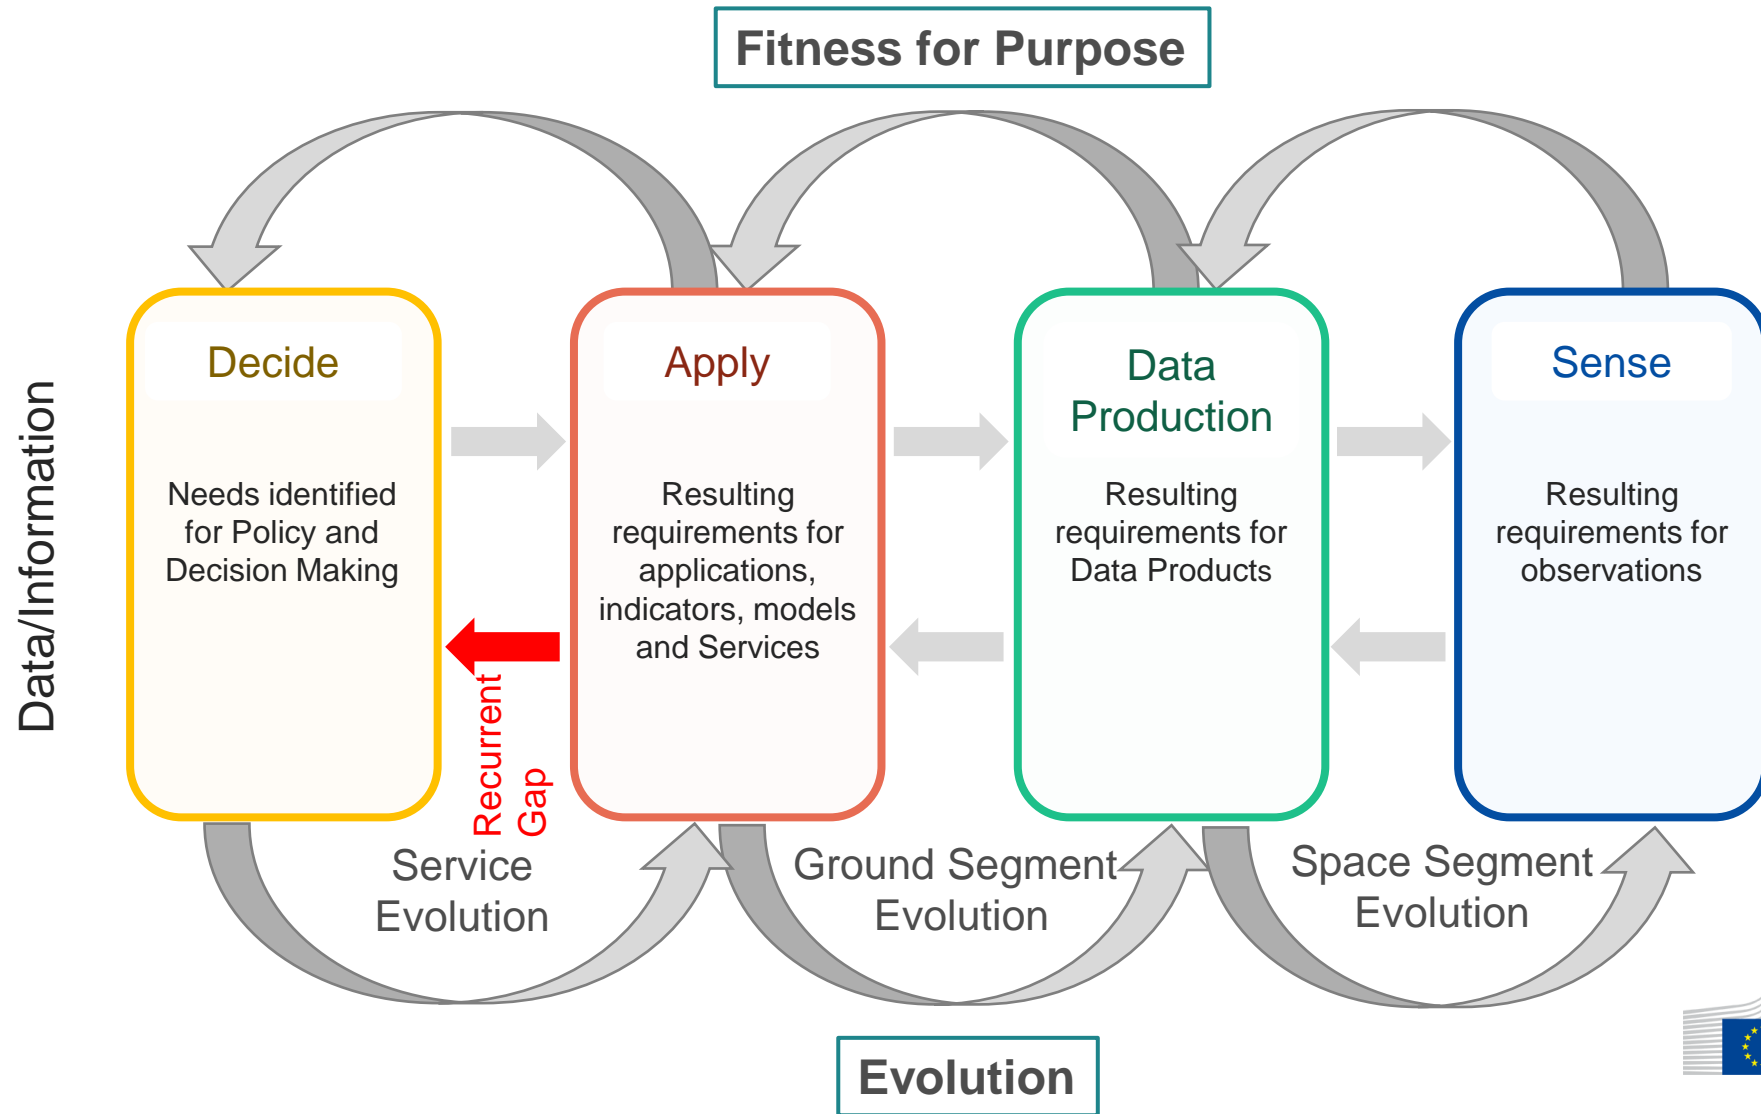 Fitness for Purpose
Data/Information
Decide
Needs identified
for Policy and
Decision Making
Apply
Resulting
requirements for
applications,
indicators, models
and Services
Data
Production
Resulting
requirements for
Data Products
Sense
Resulting
requirements for
observations
Recurrent
Gap
Service
Evolution
Ground Segment
Evolution
Space Segment
Evolution
Evolution